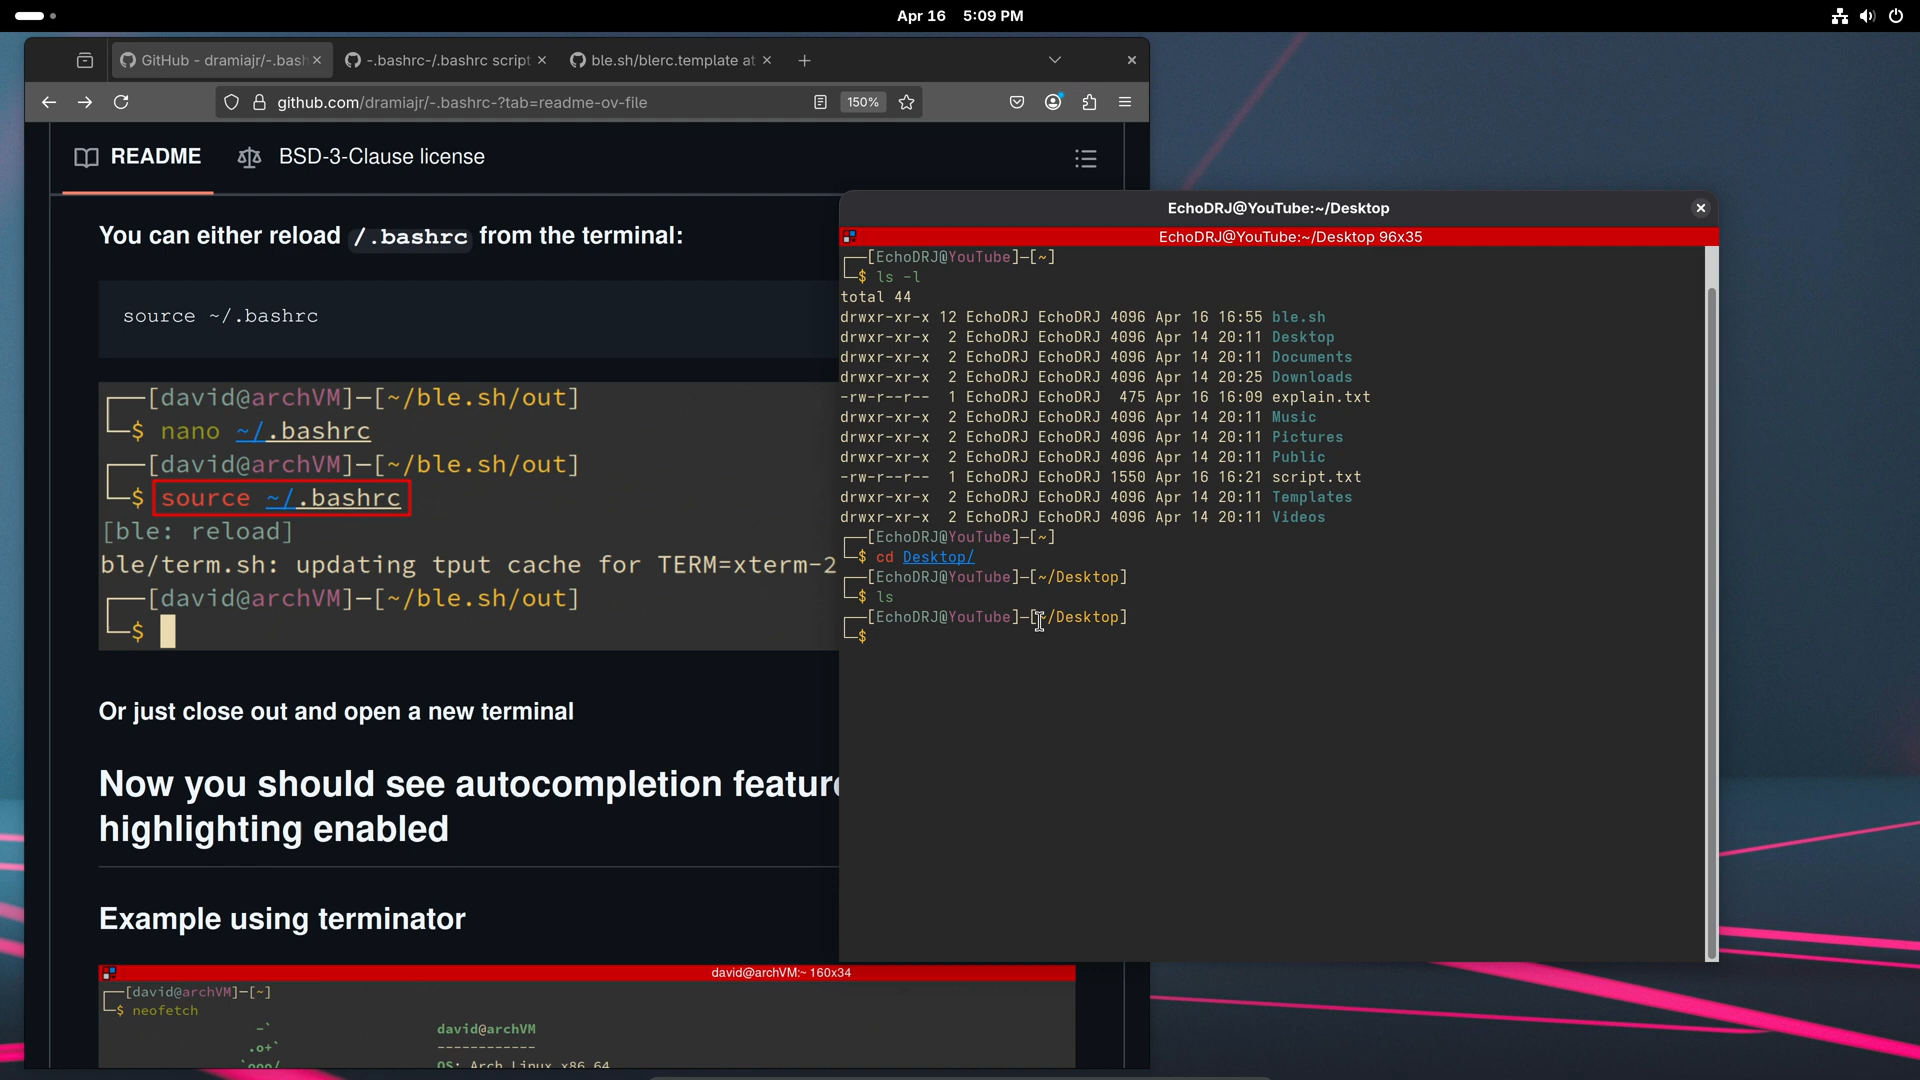 Apr 16 5:09 PM
GitHub - dramiajr/-.bash
-.bashrc-/.bashrc script
ble.sh/blerc.template at
github.com/dramiajr/-.bashrc-?tab=readme-ov-file
150%
README
BSD-3-Clause license
You can either reload /.bashrc from the terminal:
source ~/.bashrc
┌──[david@archVM]─[~/ble.sh/out]
└─$ nano ~/.bashrc
┌──[david@archVM]─[~/ble.sh/out]
└─$ source ~/.bashrc
[ble: reload]
ble/term.sh: updating tput cache for TERM=xterm-2
┌──[david@archVM]─[~/ble.sh/out]
└─$
Or just close out and open a new terminal
Now you should see autocompletion feature
highlighting enabled
Example using terminator
david@archVM:~ 160x34
┌──[david@archVM]─[~]
└─$ neofetch
-`
david@archVM
.o+`
------------
`ooo/
OS: Arch Linux x86_64
EchoDRJ@YouTube:~/Desktop
EchoDRJ@YouTube:~/Desktop 96x35
┌──[EchoDRJ@YouTube]─[~]
└─$ ls -l
total 44
drwxr-xr-x 12 EchoDRJ EchoDRJ 4096 Apr 16 16:55 ble.sh
drwxr-xr-x  2 EchoDRJ EchoDRJ 4096 Apr 14 20:11 Desktop
drwxr-xr-x  2 EchoDRJ EchoDRJ 4096 Apr 14 20:11 Documents
drwxr-xr-x  2 EchoDRJ EchoDRJ 4096 Apr 14 20:25 Downloads
-rw-r--r--  1 EchoDRJ EchoDRJ  475 Apr 16 16:09 explain.txt
drwxr-xr-x  2 EchoDRJ EchoDRJ 4096 Apr 14 20:11 Music
drwxr-xr-x  2 EchoDRJ EchoDRJ 4096 Apr 14 20:11 Pictures
drwxr-xr-x  2 EchoDRJ EchoDRJ 4096 Apr 14 20:11 Public
-rw-r--r--  1 EchoDRJ EchoDRJ 1550 Apr 16 16:21 script.txt
drwxr-xr-x  2 EchoDRJ EchoDRJ 4096 Apr 14 20:11 Templates
drwxr-xr-x  2 EchoDRJ EchoDRJ 4096 Apr 14 20:11 Videos
┌──[EchoDRJ@YouTube]─[~]
└─$ cd Desktop/
┌──[EchoDRJ@YouTube]─[~/Desktop]
└─$ ls
┌──[EchoDRJ@YouTube]─[~/Desktop]
└─$